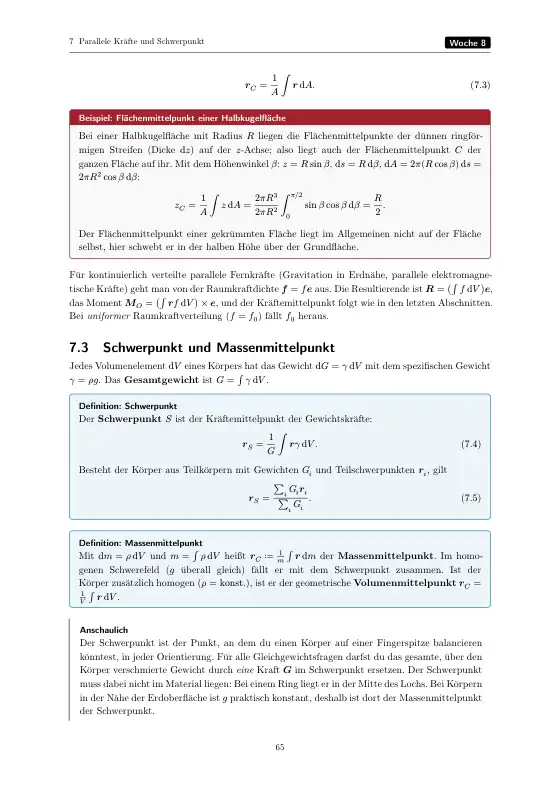 7 Parallele Kräfte und Schwerpunkt
Woche 8
r_C = 1/A ∫ r dA. (7.3)
Beispiel: Flächenmittelpunkt einer Halbkugelfläche
Bei einer Halbkugelfläche mit Radius R liegen die Flächenmittelpunkte der dünnen ringför-
migen Streifen (Dicke dz) auf der z-Achse; also liegt auch der Flächenmittelpunkt C der
ganzen Fläche auf ihr. Mit dem Höhenwinkel β: z = R sin β, ds = R dβ, dA = 2π(R cos β) ds =
2πR² cos β dβ:
z_C = 1/A ∫ z dA = 2πR³/2πR² ∫₀^{π/2} sin β cos β dβ = R/2.
Der Flächenmittelpunkt einer gekrümmten Fläche liegt im Allgemeinen nicht auf der Fläche
selbst, hier schwebt er in der halben Höhe über der Grundfläche.
Für kontinuierlich verteilte parallele Fernkräfte (Gravitation in Erdnähe, parallele elektromagne-
tische Kräfte) geht man von der Raumkraftdichte f = f e aus. Die Resultierende ist R = (∫ f dV) e,
das Moment M_O = (∫ r f dV) × e, und der Kräftemittelpunkt folgt wie in den letzten Abschnitten.
Bei uniformer Raumkraftverteilung (f = f₀) fällt f₀ heraus.
7.3 Schwerpunkt und Massenmittelpunkt
Jedes Volumenelement dV eines Körpers hat das Gewicht dG = γ dV mit dem spezifischen Gewicht
γ = ρg. Das Gesamtgewicht ist G = ∫ γ dV.
Definition: Schwerpunkt
Der Schwerpunkt S ist der Kräftemittelpunkt der Gewichtskräfte:
r_S = 1/G ∫ r γ dV. (7.4)
Besteht der Körper aus Teilkörpern mit Gewichten G_i und Teilschwerpunkten r_i, gilt
r_S = ∑_i G_i r_i / ∑_i G_i. (7.5)
Definition: Massenmittelpunkt
Mit dm = ρ dV und m = ∫ ρ dV heißt r_C := 1/m ∫ r dm der Massenmittelpunkt. Im homo-
genen Schwerefeld (g überall gleich) fällt er mit dem Schwerpunkt zusammen. Ist der
Körper zusätzlich homogen (ρ = konst.), ist er der geometrische Volumenmittelpunkt r_C =
1/V ∫ r dV.
Anschaulich
Der Schwerpunkt ist der Punkt, an dem du einen Körper auf einer Fingerspitze balancieren
könntest, in jeder Orientierung. Für alle Gleichgewichtsfragen darfst du das gesamte, über den
Körper verschmierte Gewicht durch eine Kraft G im Schwerpunkt ersetzen. Der Schwerpunkt
muss dabei nicht im Material liegen: Bei einem Ring liegt er in der Mitte des Lochs. Bei Körpern
in der Nähe der Erdoberfläche ist g praktisch konstant, deshalb ist dort der Massenmittelpunkt
der Schwerpunkt.
65